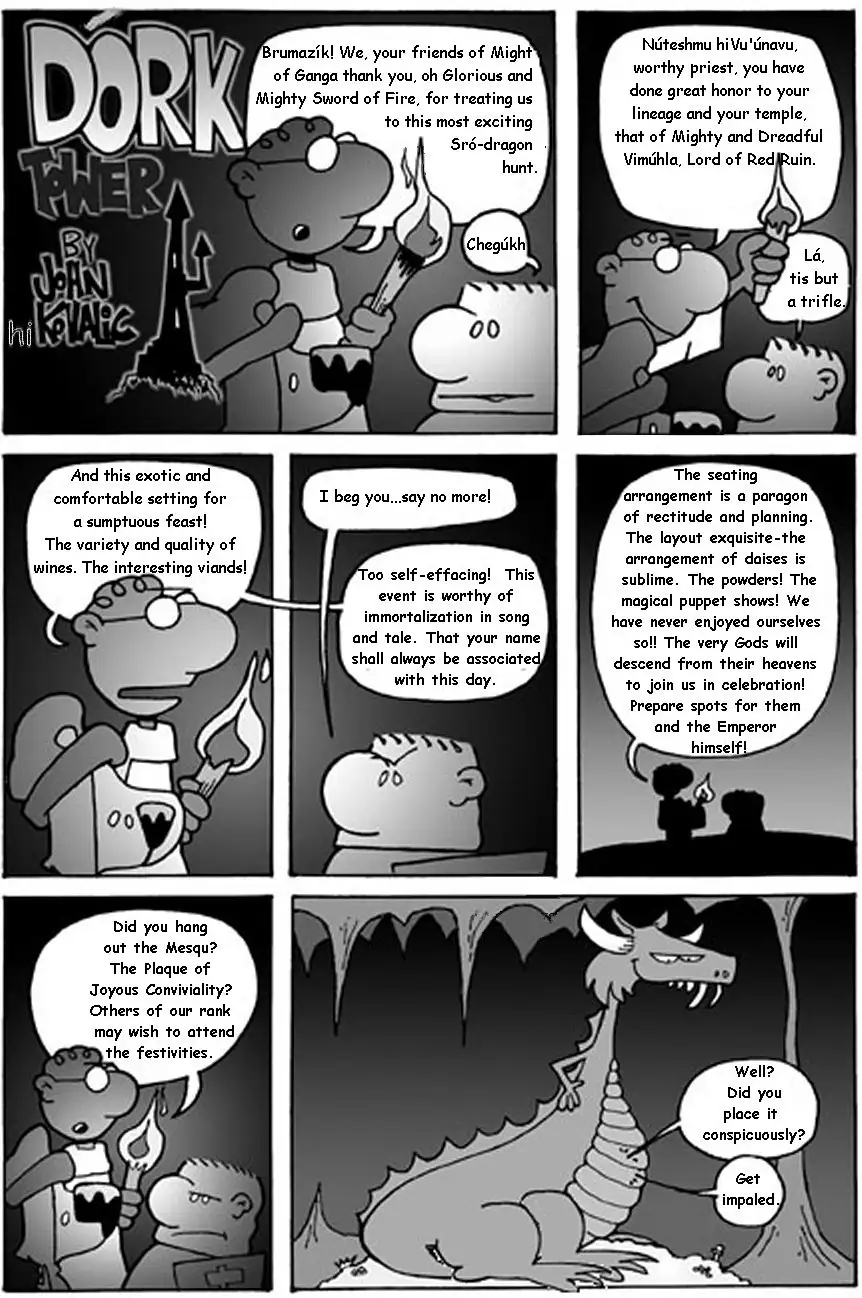 DÓRK
TOWER
BY
JOHN
hi KOVALIC
Brumazík! We, your friends of Might
of Ganga thank you, oh Glorious and
Mighty Sword of Fire, for treating us
to this most exciting
Sró-dragon
hunt.
Chegúkh
Núteshmu hiVu'únavu,
worthy priest, you have
done great honor to your
lineage and your temple,
that of Mighty and Dreadful
Vimúhla, Lord of Red Ruin.
Lá,
tis but
a trifle.
And this exotic and
comfortable setting for
a sumptuous feast!
The variety and quality of
wines. The interesting viands!
I beg you...say no more!
Too self-effacing! This
event is worthy of
immortalization in song
and tale. That your name
shall always be associated
with this day.
The seating
arrangement is a paragon
of rectitude and planning.
The layout exquisite-the
arrangement of daises is
sublime. The powders! The
magical puppet shows! We
have never enjoyed ourselves
so!! The very Gods will
descend from their heavens
to join us in celebration!
Prepare spots for them
and the Emperor
himself!
Did you hang
out the Mesqu?
The Plaque of
Joyous Conviviality?
Others of our rank
may wish to attend
the festivities.
Well?
Did you
place it
conspicuously?
Get
impaled.